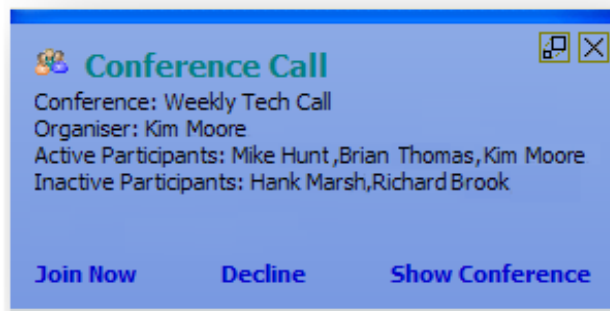 Conference Call
Conference: Weekly Tech Call
Organiser: Kim Moore
Active Participants: Mike Hunt ,Brian Thomas,Kim Moore
Inactive Participants: Hank Marsh,Richard Brook
Join Now Decline Show Conference